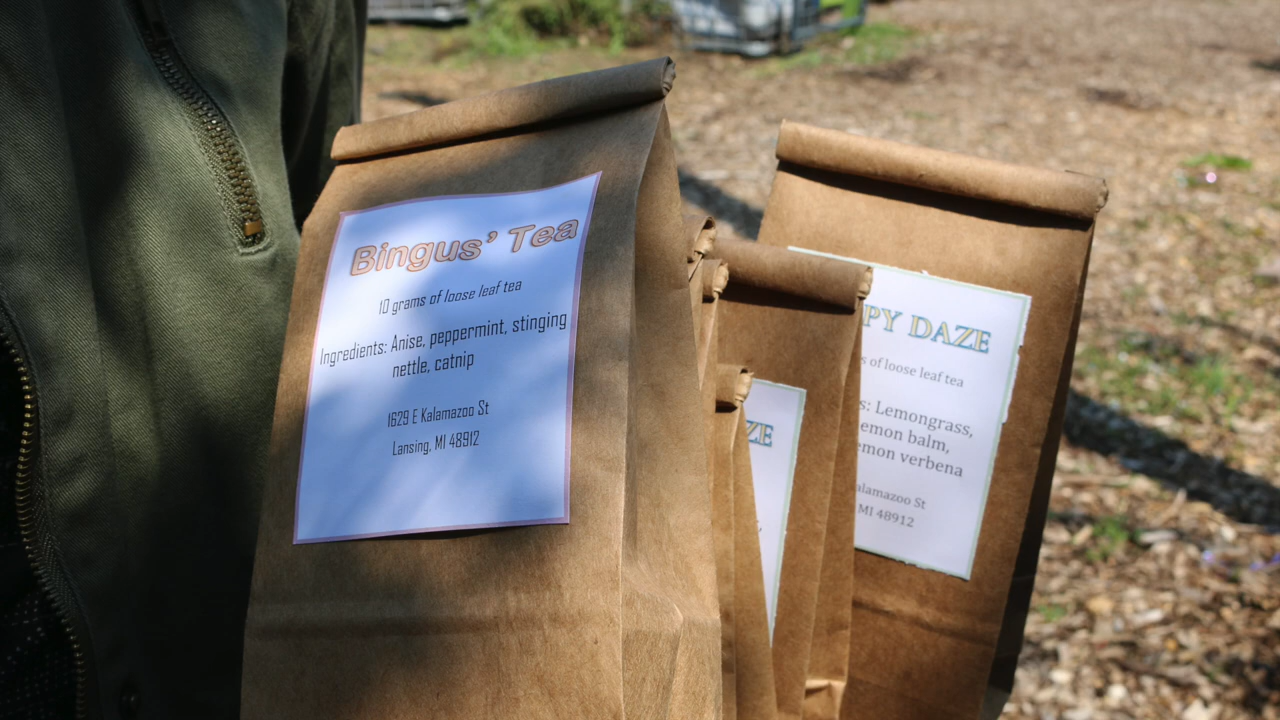 Bingus’ Tea
10 grams of loose leaf tea
Ingredients: Anise, peppermint, stinging
nettle, catnip
1629 E Kalamazoo St
Lansing, MI 48912
ZE
PY DAZE
of loose leaf tea
Lemongrass,
emon balm,
emon verbena
alamazoo St
MI 48912